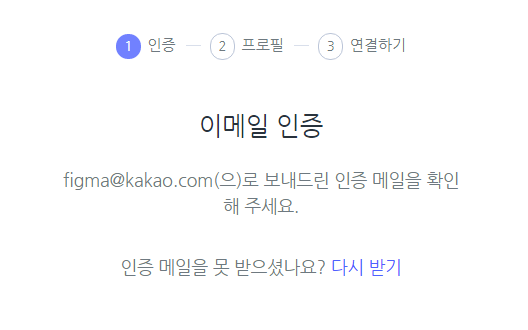 1 인증 — 2 프로필 — 3 연결하기
이메일 인증
figma@kakao.com(으)로 보내드린 인증 메일을 확인
해 주세요.
인증 메일을 못 받으셨나요? 다시 받기